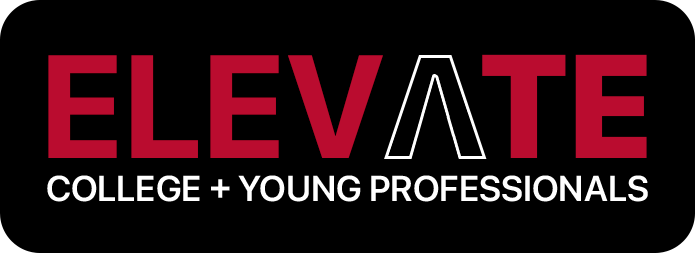 ELEVATE
COLLEGE + YOUNG PROFESSIONALS